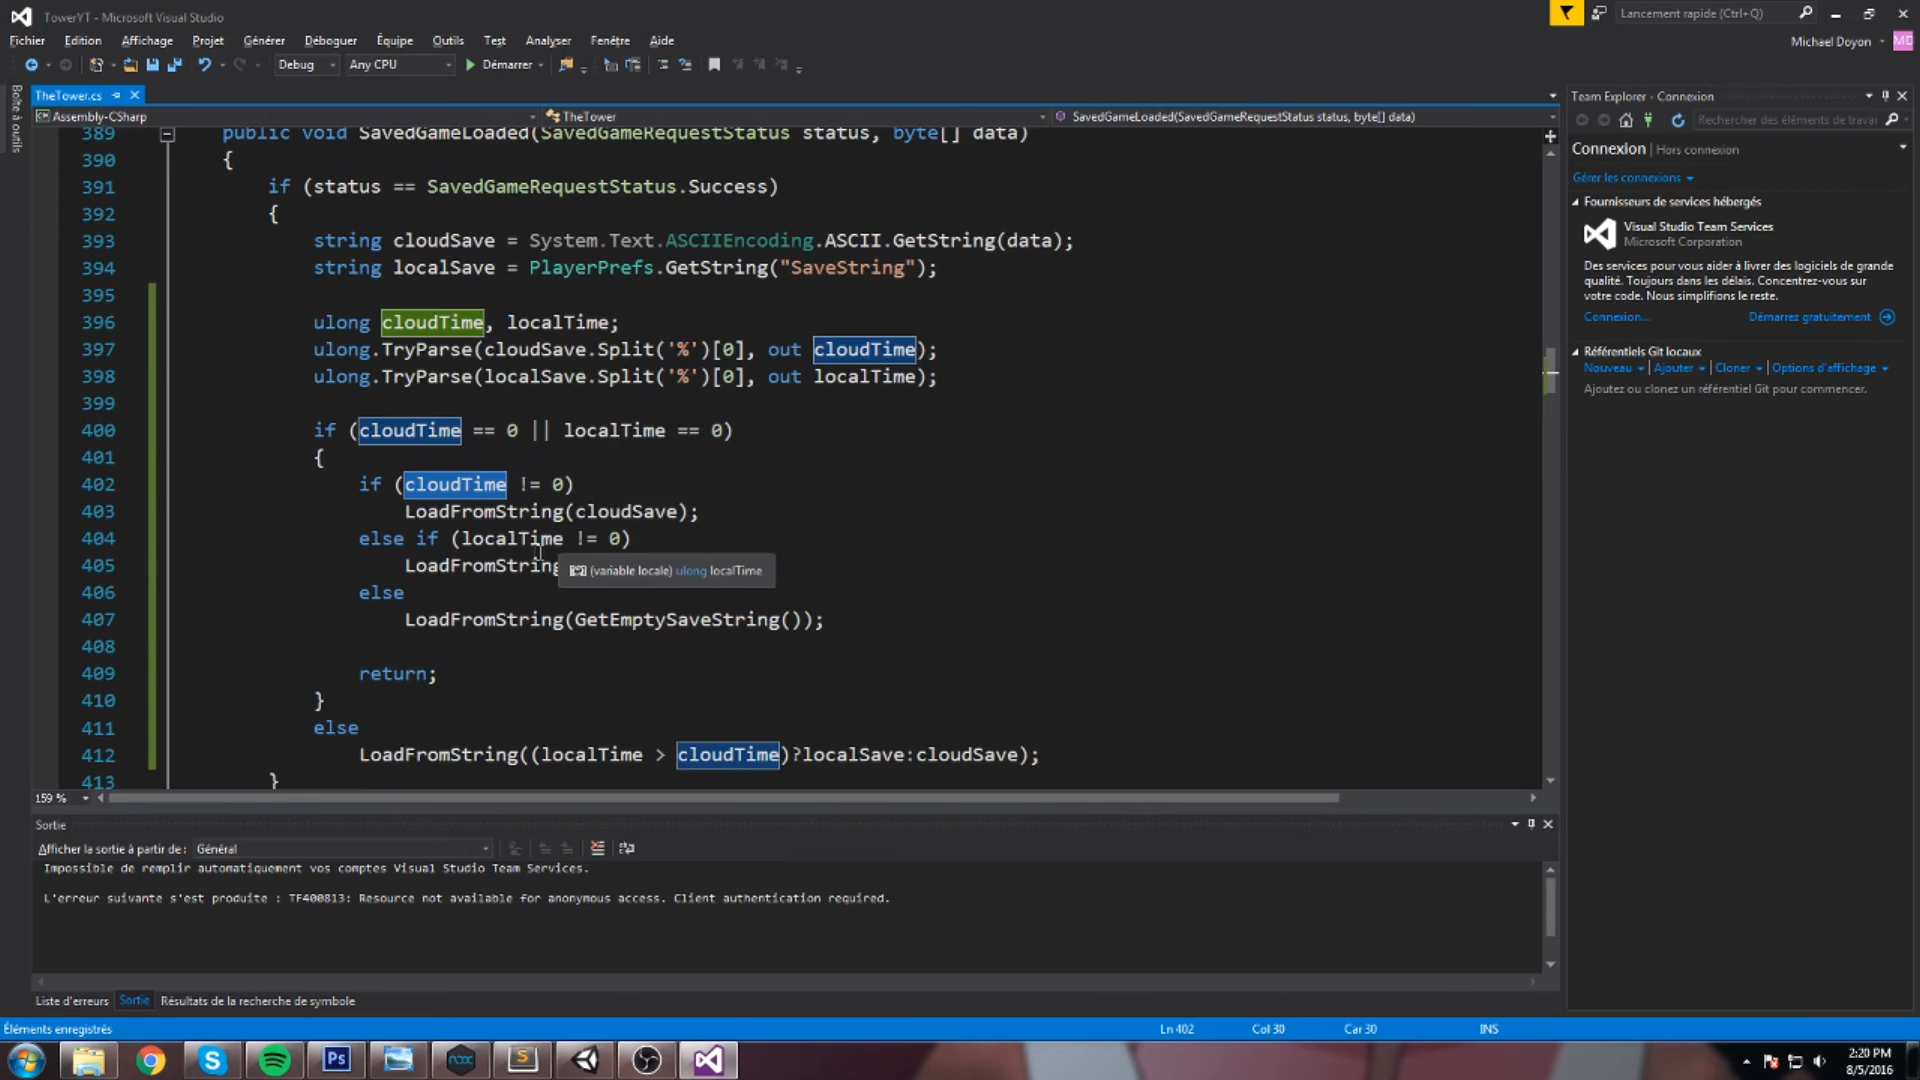 TowerYT - Microsoft Visual Studio
Lancement rapide (Ctrl+Q)
Fichier Edition Affichage Projet Générer Déboguer Équipe Outils Test Analyser Fenêtre Aide
Michael Doyon MD
Debug Any CPU Démarrer
Boîte à outils
TheTower.cs
Assembly-CSharp TheTower SavedGameLoaded(SavedGameRequestStatus status, byte[] data)
389 public void SavedGameLoaded(SavedGameRequestStatus status, byte[] data)
390 {
391 if (status == SavedGameRequestStatus.Success)
392 {
393 string cloudSave = System.Text.ASCIIEncoding.ASCII.GetString(data);
394 string localSave = PlayerPrefs.GetString("SaveString");
395
396 ulong cloudTime, localTime;
397 ulong.TryParse(cloudSave.Split('%')[0], out cloudTime);
398 ulong.TryParse(localSave.Split('%')[0], out localTime);
399
400 if (cloudTime == 0 || localTime == 0)
401 {
402 if (cloudTime != 0)
403 LoadFromString(cloudSave);
404 else if (localTime != 0)
405 LoadFromString
(variable locale) ulong localTime
406 else
407 LoadFromString(GetEmptySaveString());
408
409 return;
410 }
411 else
412 LoadFromString((localTime > cloudTime)?localSave:cloudSave);
413 }
159 %
Sortie
Afficher la sortie à partir de : Général
Impossible de remplir automatiquement vos comptes Visual Studio Team Services.
L'erreur suivante s'est produite : TF400813: Resource not available for anonymous access. Client authentication required.
Liste d'erreurs Sortie Résultats de la recherche de symbole
Team Explorer - Connexion
Rechercher des éléments de travai
Connexion | Hors connexion
Gérer les connexions
Fournisseurs de services hébergés
Visual Studio Team Services
Microsoft Corporation
Des services pour vous aider à livrer des logiciels de grande
qualité. Toujours dans les délais. Concentrez-vous sur
votre code. Nous simplifions le reste.
Connexion... Démarrez gratuitement
Référentiels Git locaux
Nouveau | Ajouter | Cloner | Options d'affichage
Ajoutez ou clonez un référentiel Git pour commencer.
Éléments enregistrés Ln 402 Col 30 Car 30 INS
Ps
nox
2:20 PM
8/5/2016